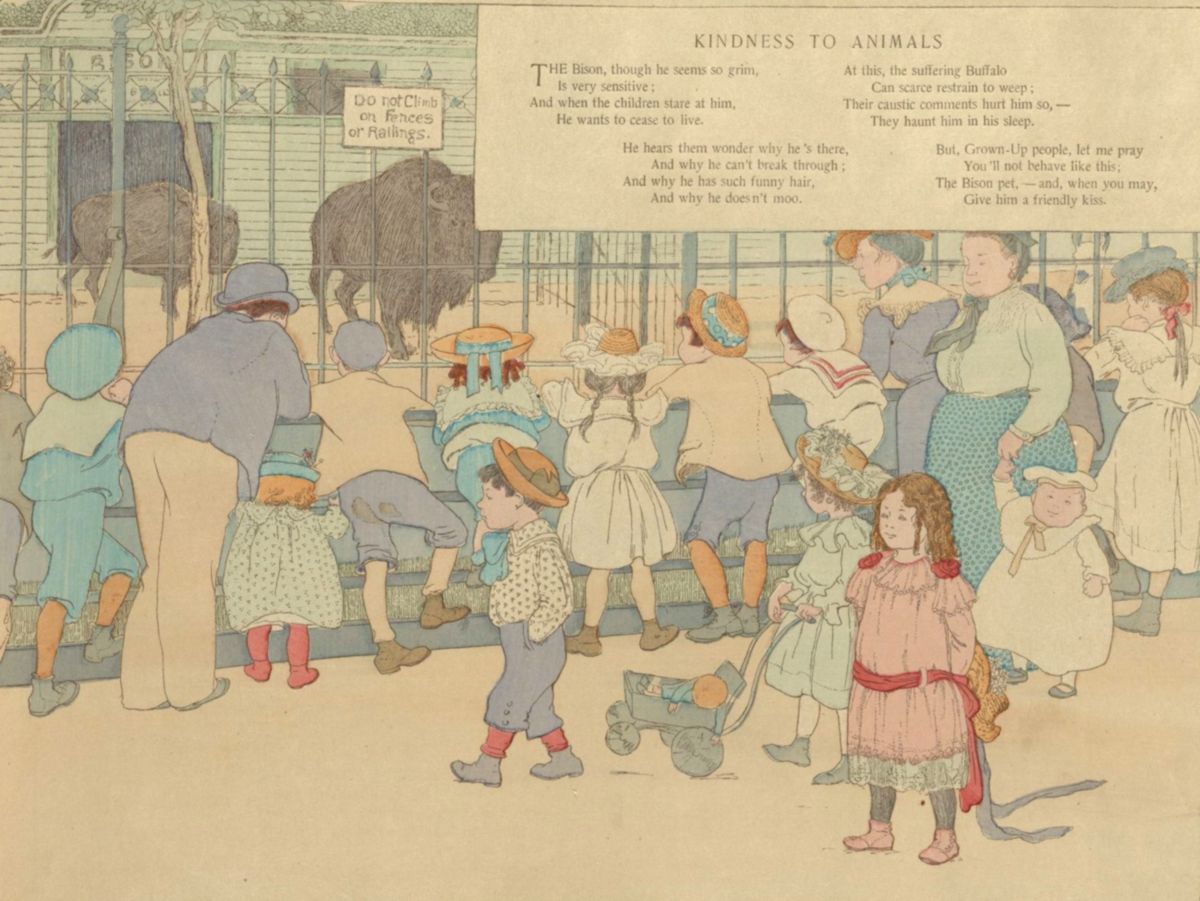 BISON
Do not Climb
on Fences
or Railings.
KINDNESS TO ANIMALS
THE Bison, though he seems so grim,
Is very sensitive;
And when the children stare at him,
He wants to cease to live.
He hears them wonder why he's there,
And why he can't break through;
And why he has such funny hair,
And why he doesn't moo.
At this, the suffering Buffalo
Can scarce restrain to weep;
Their caustic comments hurt him so,—
They haunt him in his sleep.
But, Grown-Up people, let me pray
You'll not behave like this;
The Bison pet,—and, when you may,
Give him a friendly kiss.